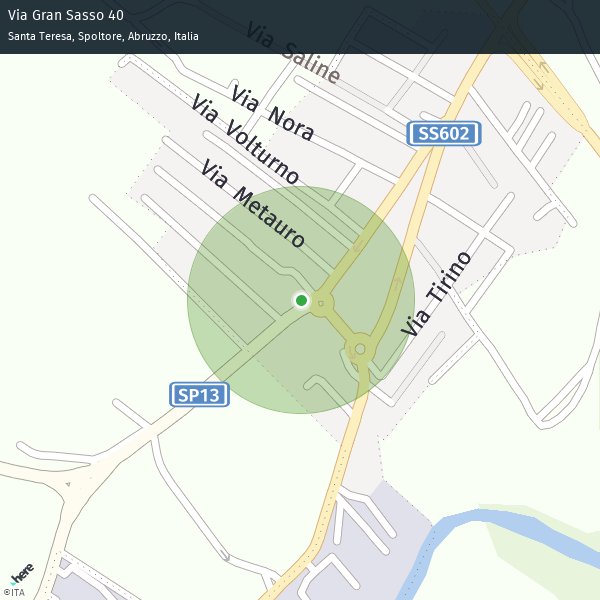 Via Gran Sasso 40
Santa Teresa, Spoltore, Abruzzo, Italia
Via Saline
Via Nora
Via Volturno
SS602
Via Metauro
Via Tirino
SP13
here
©ITA